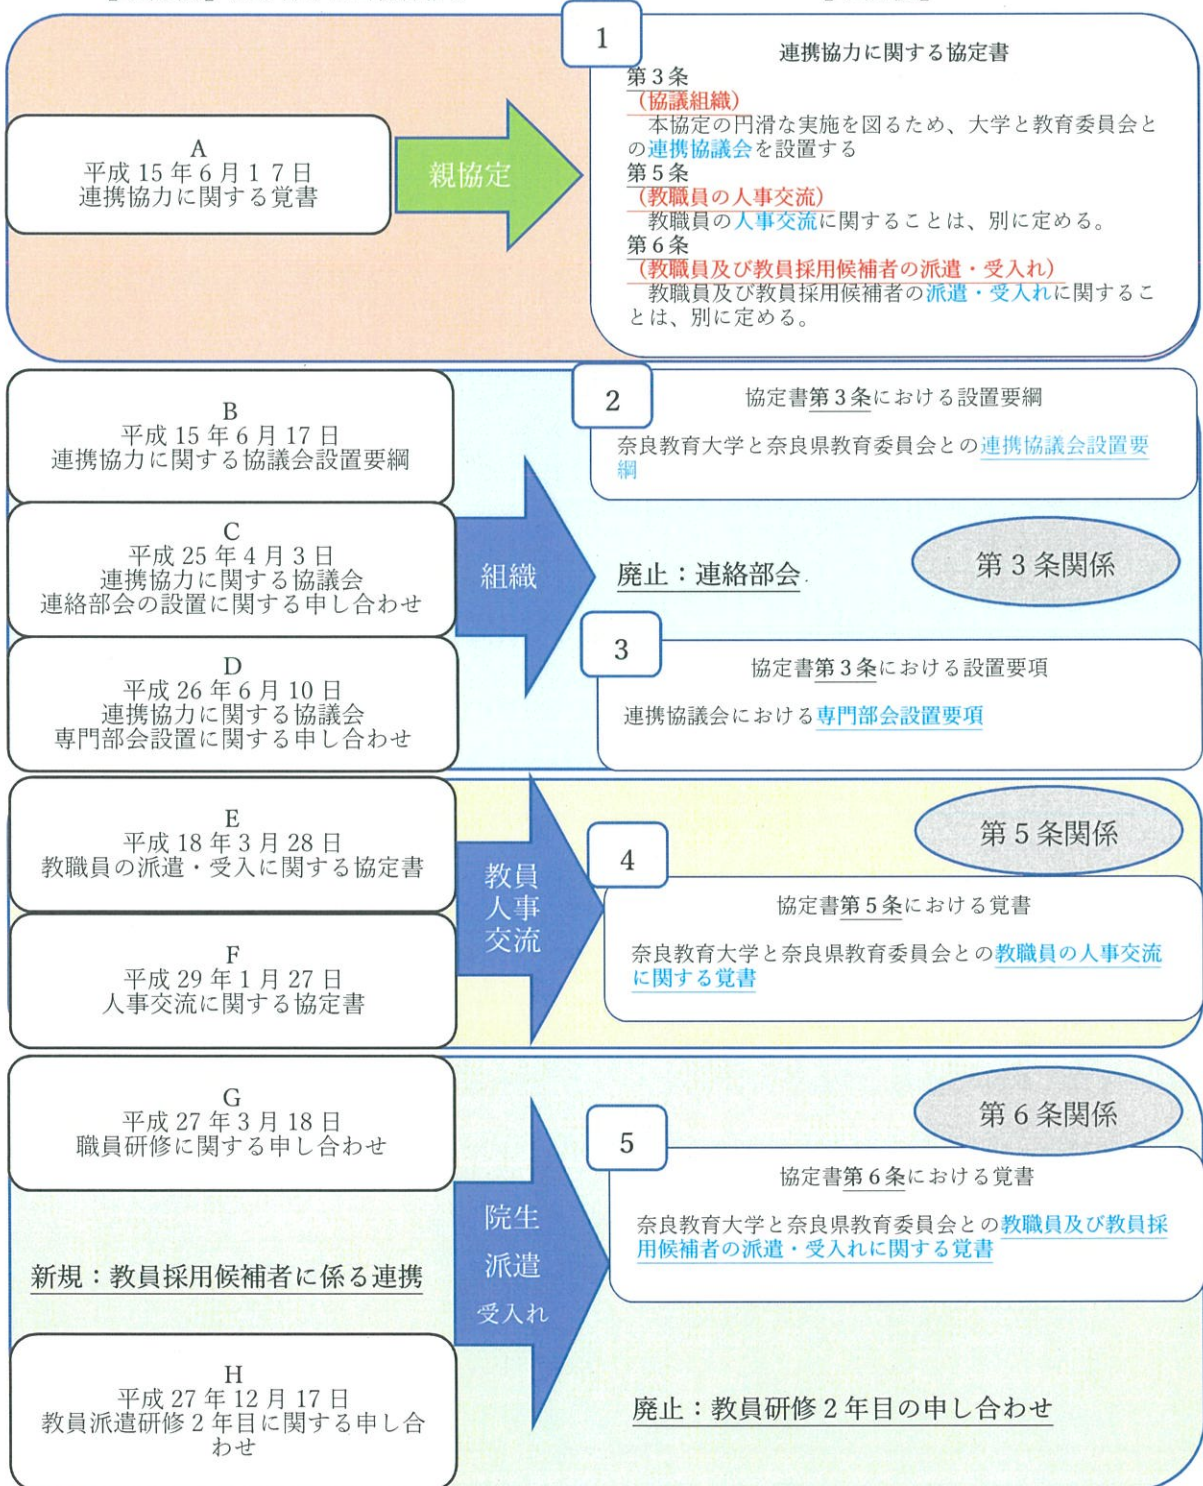 1
連携協力に関する協定書
第3条
(協議組織)
本協定の円滑な実施を図るため、大学と教育委員会と
の連携協議会を設置する
第5条
(教職員の人事交流)
教職員の人事交流に関することは、別に定める。
第6条
(教職員及び教員採用候補者の派遣・受入れ)
教職員及び教員採用候補者の派遣・受入れに関するこ
とは、別に定める。
A
平成15年6月17日
連携協力に関する覚書
親協定
B
平成15年6月17日
連携協力に関する協議会設置要綱
C
平成25年4月3日
連携協力に関する協議会
連絡部会の設置に関する申し合わせ
D
平成26年6月10日
連携協力に関する協議会
専門部会設置に関する申し合わせ
組織
2
協定書第3条における設置要綱
奈良教育大学と奈良県教育委員会との連携協議会設置要
綱
廃止：連絡部会
第3条関係
3
協定書第3条における設置要項
連携協議会における専門部会設置要項
E
平成18年3月28日
教職員の派遣・受入に関する協定書
F
平成29年1月27日
人事交流に関する協定書
教員
人事
交流
第5条関係
4
協定書第5条における覚書
奈良教育大学と奈良県教育委員会との教職員の人事交流
に関する覚書
G
平成27年3月18日
職員研修に関する申し合わせ
新規：教員採用候補者に係る連携
H
平成27年12月17日
教員派遣研修2年目に関する申し合
わせ
院生
派遣
受入れ
第6条関係
5
協定書第6条における覚書
奈良教育大学と奈良県教育委員会との教職員及び教員採
用候補者の派遣・受入れに関する覚書
廃止：教員研修2年目の申し合わせ